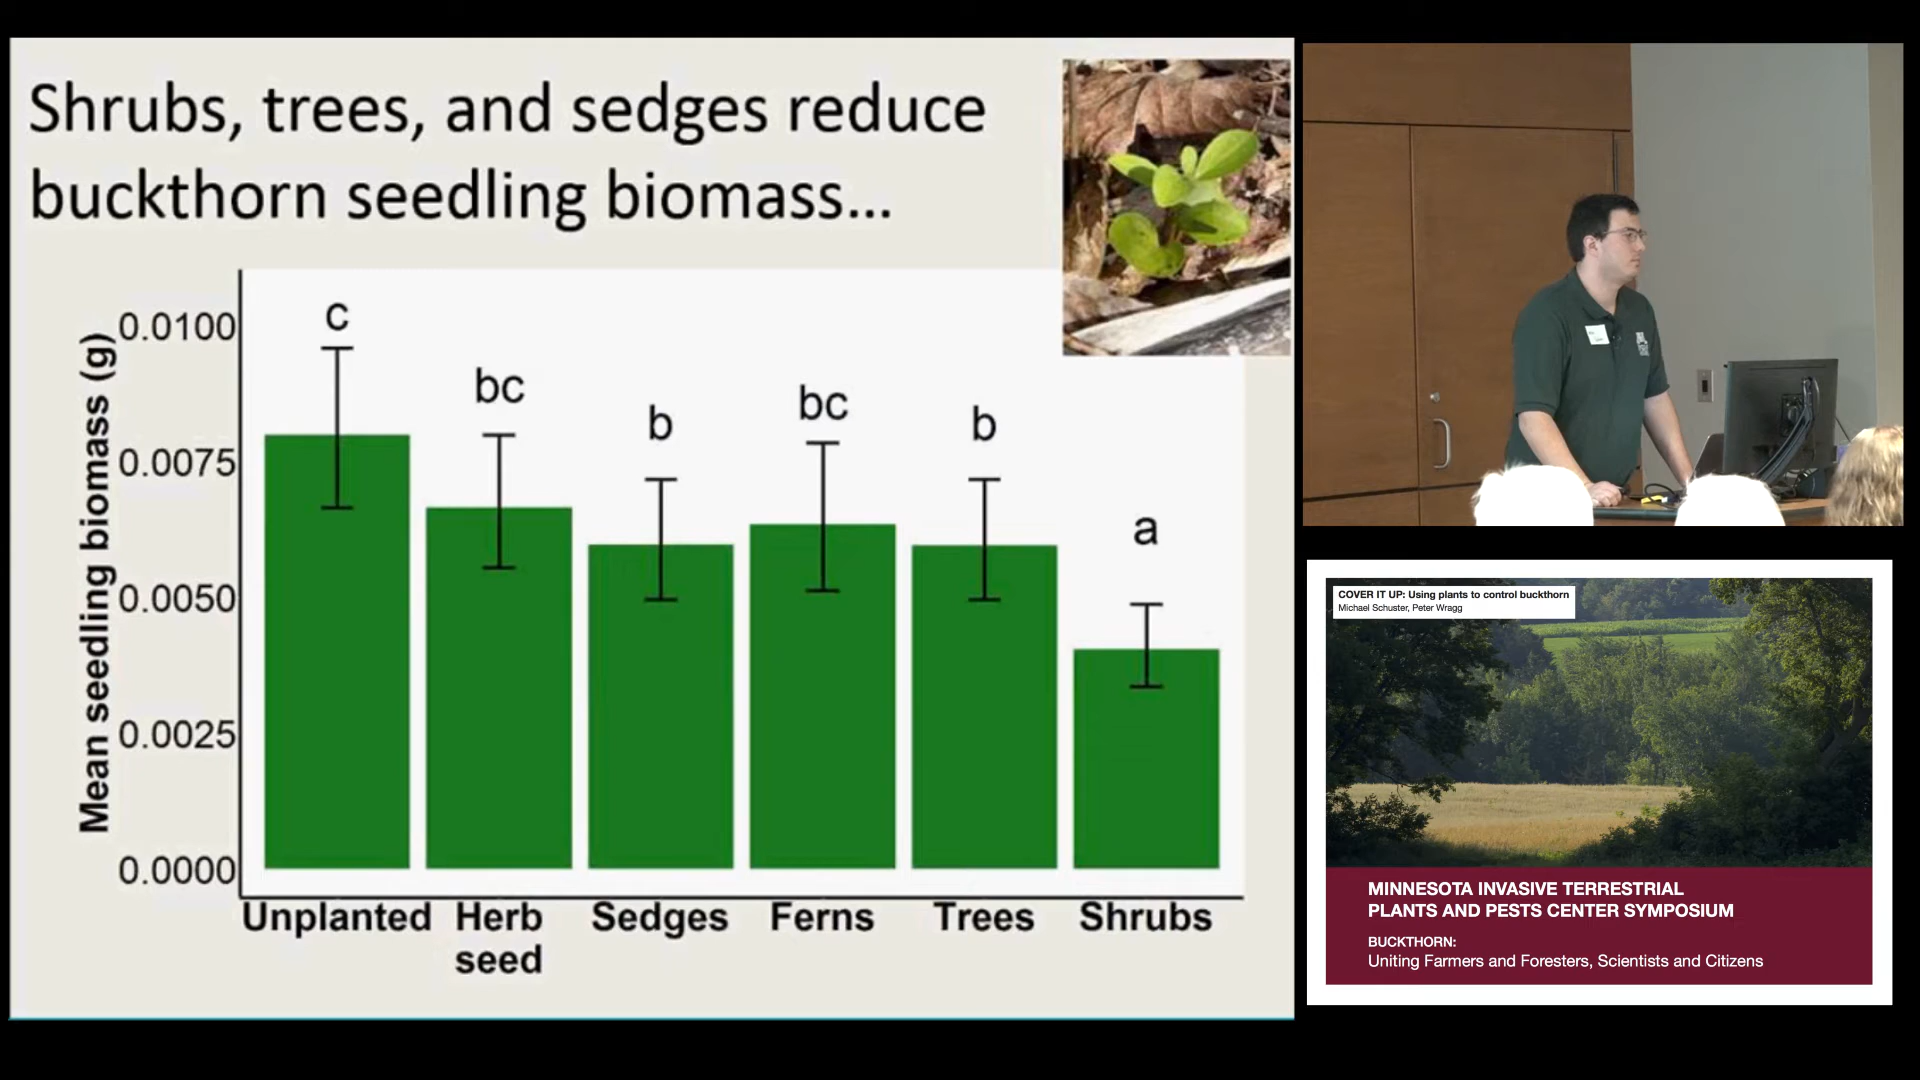 Shrubs, trees, and sedges reduce
buckthorn seedling biomass...
Mean seedling biomass (g)
0.0100
0.0075
0.0050
0.0025
0.0000
c
bc
b
bc
b
a
Unplanted
Herb
seed
Sedges
Ferns
Trees
Shrubs
COVER IT UP: Using plants to control buckthorn
Michael Schuster, Peter Wragg
MINNESOTA INVASIVE TERRESTRIAL
PLANTS AND PESTS CENTER SYMPOSIUM
BUCKTHORN:
Uniting Farmers and Foresters, Scientists and Citizens